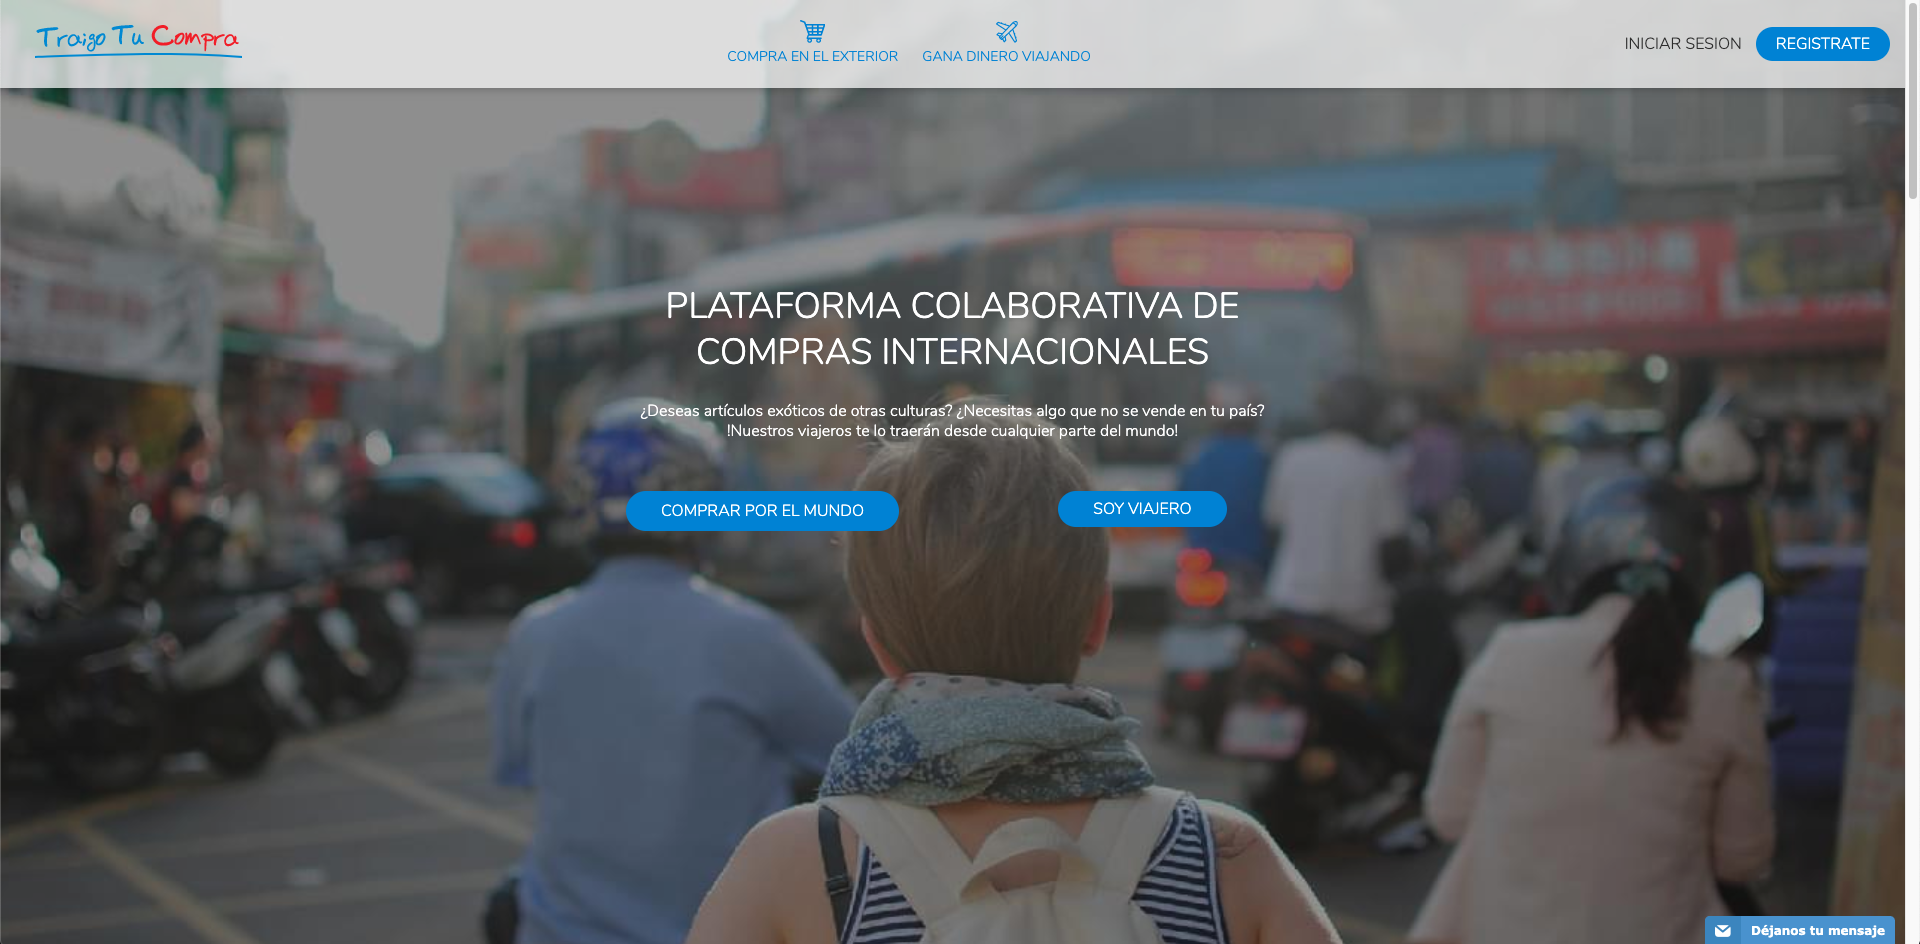 Traigo Tu Compra
COMPRA EN EL EXTERIOR
GANA DINERO VIAJANDO
INICIAR SESION
REGISTRATE
PLATAFORMA COLABORATIVA DE
COMPRAS INTERNACIONALES
¿Deseas artículos exóticos de otras culturas? ¿Necesitas algo que no se vende en tu país?
!Nuestros viajeros te lo traerán desde cualquier parte del mundo!
COMPRAR POR EL MUNDO
SOY VIAJERO
Déjanos tu mensaje